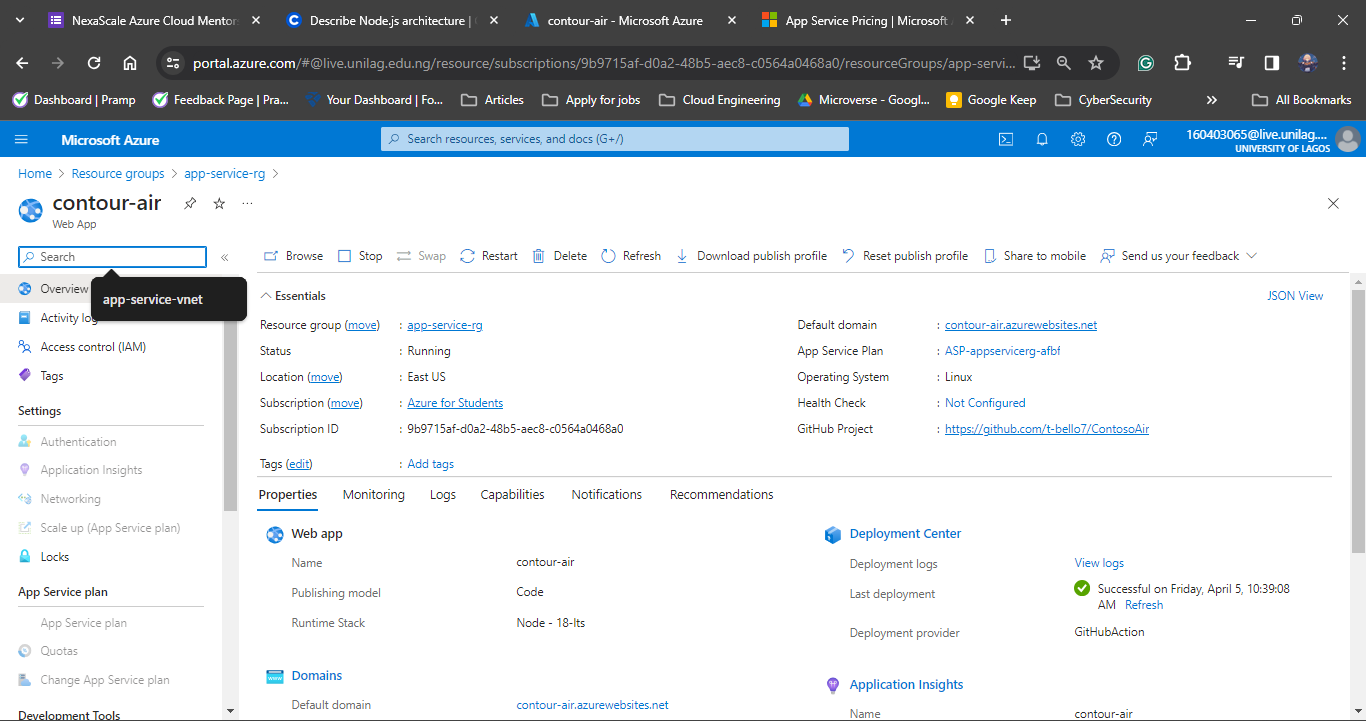 NexaScale Azure Cloud Mentor
Describe Node.js architecture |
contour-air - Microsoft Azure
App Service Pricing | Microsoft
portal.azure.com/#@live.unilag.edu.ng/resource/subscriptions/9b9715af-d0a2-48b5-aec8-c0564a0468a0/resourceGroups/app-servi...
Dashboard | Pramp
Feedback Page | Pra...
Your Dashboard | Fo...
Articles
Apply for jobs
Cloud Engineering
Microverse - Googl...
Google Keep
CyberSecurity
»
All Bookmarks
Microsoft Azure
Search resources, services, and docs (G+/)
160403065@live.unilag....
UNIVERSITY OF LAGOS
Home > Resource groups > app-service-rg >
contour-air
...
Web App
Search
«
Browse
Stop
Swap
Restart
Delete
Refresh
Download publish profile
Reset publish profile
Share to mobile
Send us your feedback
app-service-vnet
Overview
Activity log
Access control (IAM)
Tags
Settings
Authentication
Application Insights
Networking
Scale up (App Service plan)
Locks
App Service plan
App Service plan
Quotas
Change App Service plan
Development Tools
Essentials
JSON View
Resource group (move) : app-service-rg
Status : Running
Location (move) : East US
Subscription (move) : Azure for Students
Subscription ID : 9b9715af-d0a2-48b5-aec8-c0564a0468a0
Default domain : contour-air.azurewebsites.net
App Service Plan : ASP-appservicerg-afbf
Operating System : Linux
Health Check : Not Configured
GitHub Project : https://github.com/t-bello7/ContosoAir
Tags (edit) : Add tags
Properties
Monitoring
Logs
Capabilities
Notifications
Recommendations
Web app
Name contour-air
Publishing model Code
Runtime Stack Node - 18-lts
Domains
Default domain contour-air.azurewebsites.net
Deployment Center
Deployment logs View logs
Last deployment Successful on Friday, April 5, 10:39:08
AM Refresh
Deployment provider GitHubAction
Application Insights
Name contour-air